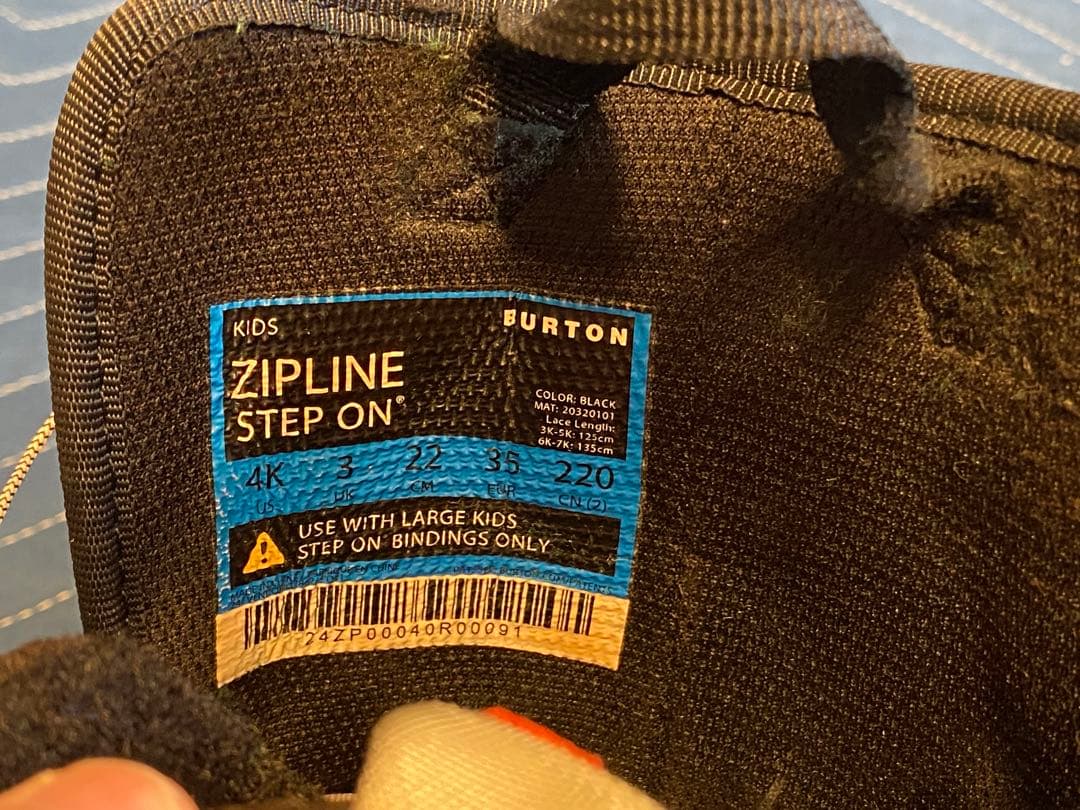 KIDS
BURTON
ZIPLINE
STEP ON®
COLOR: BLACK
MAT: 20320101
Lace Length:
3K-5K: 125cm
6K-7K: 135cm
4K 3 22 35 220
US UK CM EUR CN (2)
USE WITH LARGE KIDS
STEP ON BINDINGS ONLY
24ZP00040R00091